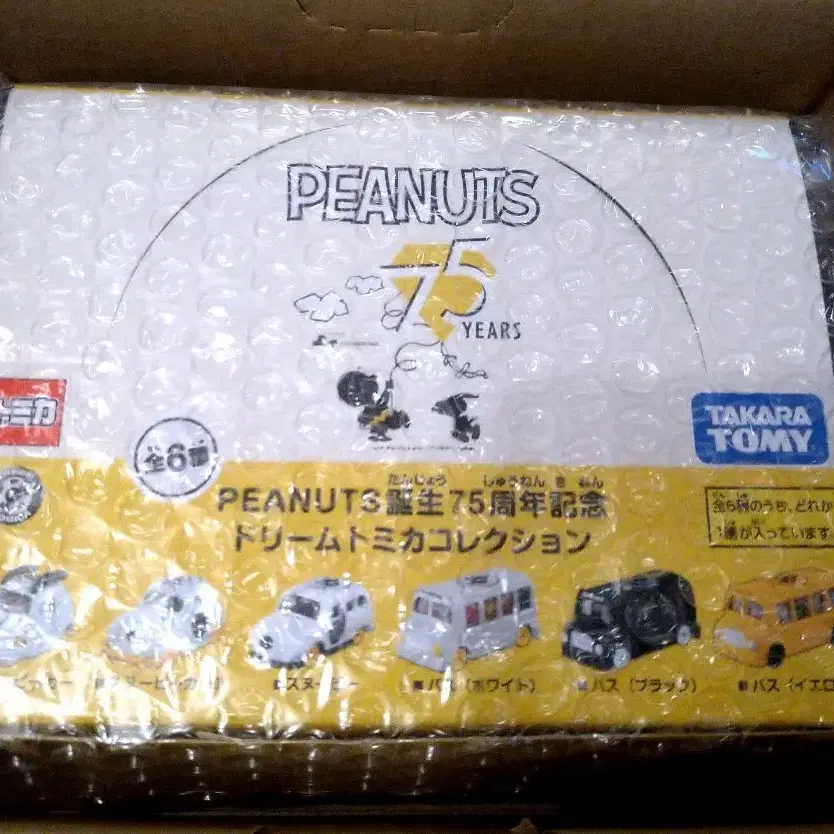 PEANUTS
75
YEARS
トミカ
TAKARA
TOMY
全6種
たんじょう しゅうねん き ねん
PEANUTS誕生75周年記念
ドリームトミカコレクション
全6種のうち、どれか
1種が入っています
バス（ホワイト）
バス（ブラック）
バス（イエロ